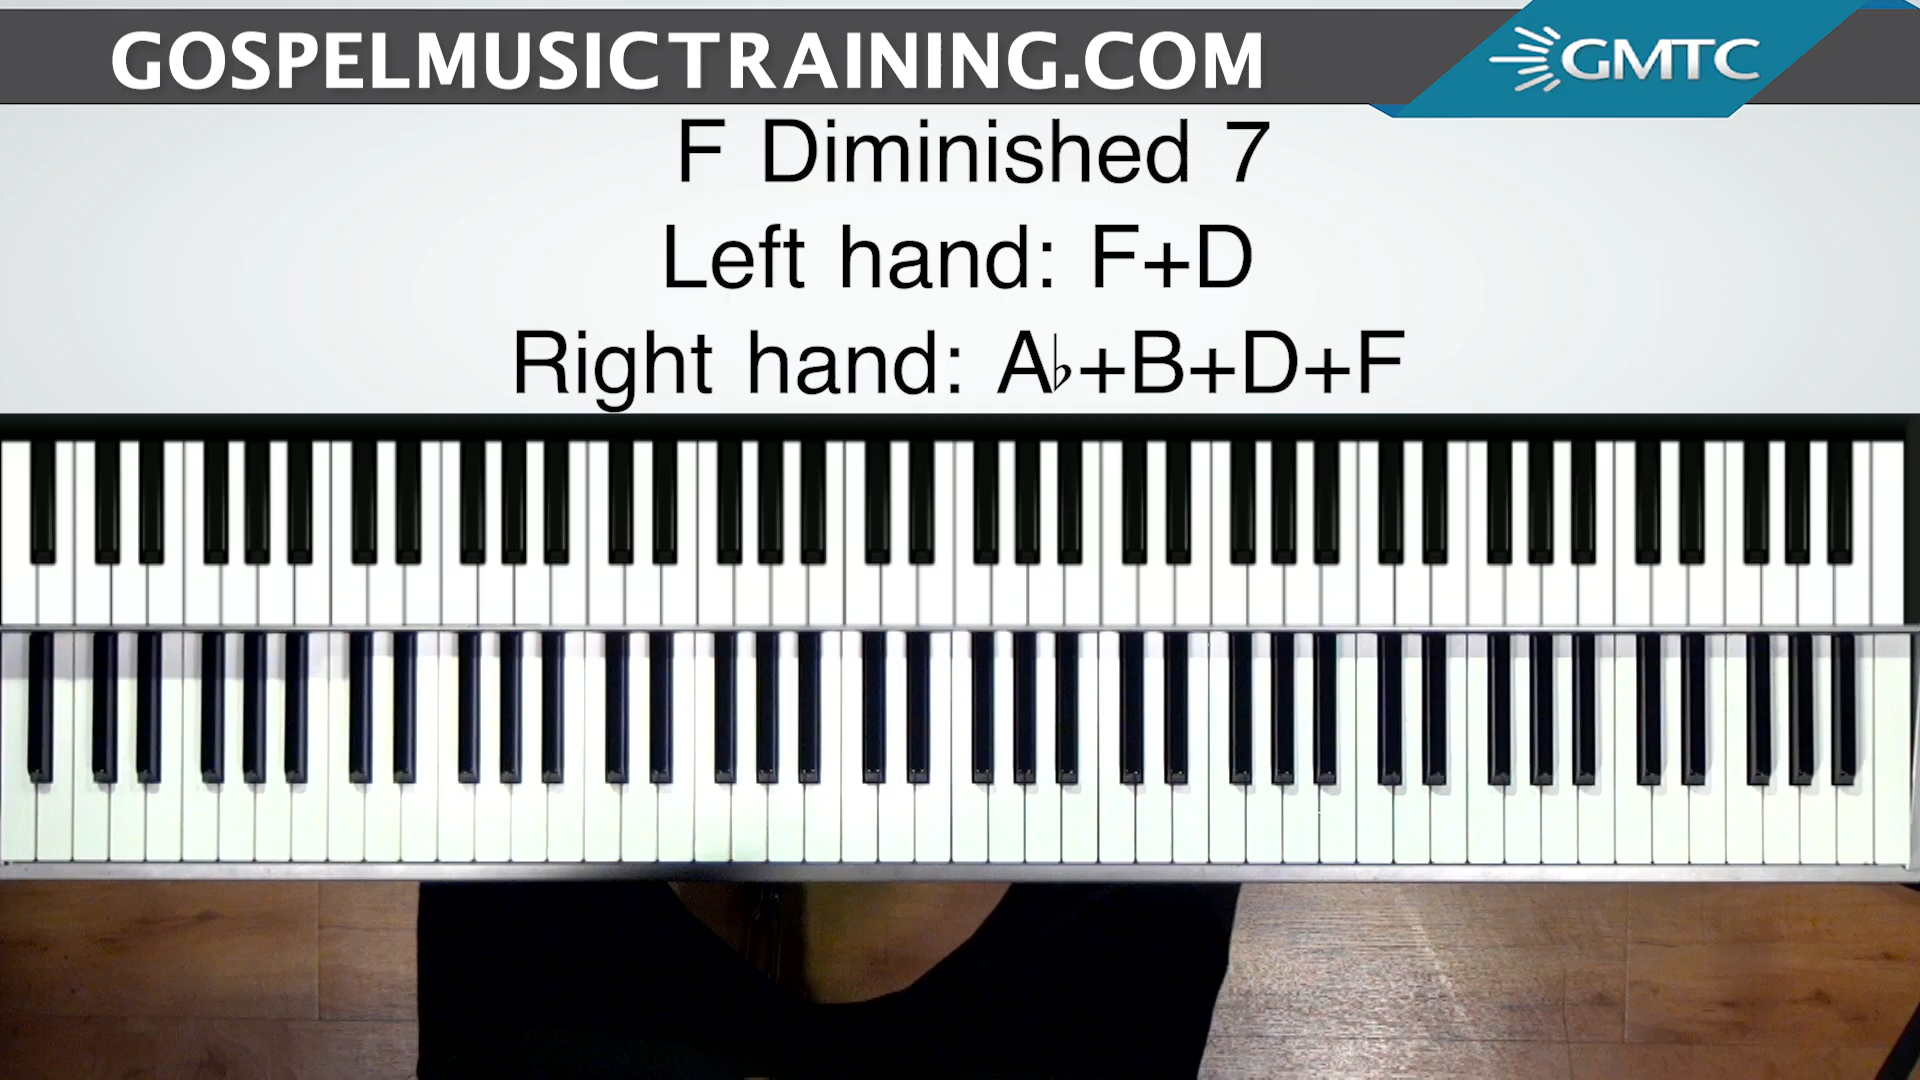 GOSPELMUSICTRAINING.COM
GMTC
F Diminished 7
Left hand: F+D
Right hand: A♭+B+D+F